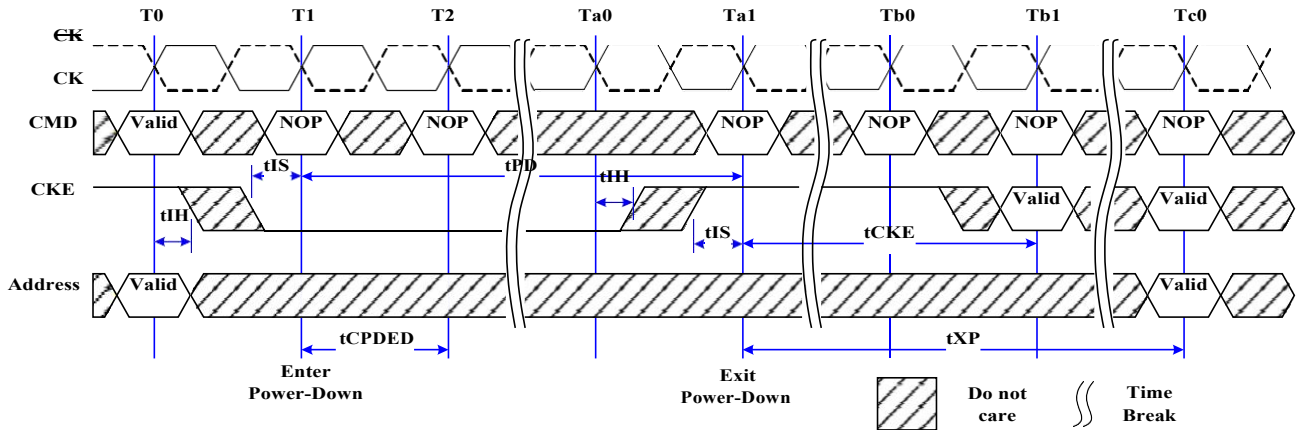 T0 T1 T2 Ta0 Ta1 Tb0 Tb1 Tc0
CK
CK
CMD Valid NOP NOP NOP NOP NOP NOP
tIS tPD tIH
CKE Valid Valid
tIH tIS tCKE
Address Valid Valid
tCPDED tXP
Enter
Power-Down
Exit
Power-Down
Do not
care
Time
Break